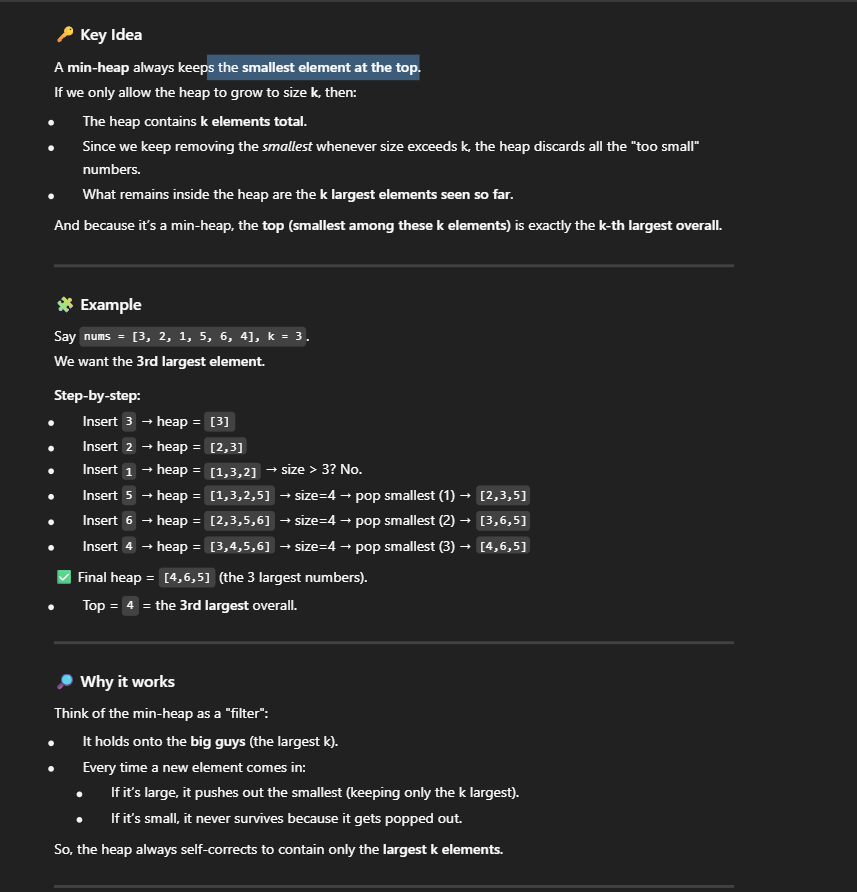 🔑 Key Idea
A min-heap always keeps the smallest element at the top.
If we only allow the heap to grow to size k, then:
● The heap contains k elements total.
● Since we keep removing the smallest whenever size exceeds k, the heap discards all the "too small"
numbers.
● What remains inside the heap are the k largest elements seen so far.
And because it’s a min-heap, the top (smallest among these k elements) is exactly the k-th largest overall.
🧩 Example
Say nums = [3, 2, 1, 5, 6, 4], k = 3.
We want the 3rd largest element.
Step-by-step:
● Insert 3 → heap = [3]
● Insert 2 → heap = [2,3]
● Insert 1 → heap = [1,3,2] → size > 3? No.
● Insert 5 → heap = [1,3,2,5] → size=4 → pop smallest (1) → [2,3,5]
● Insert 6 → heap = [2,3,5,6] → size=4 → pop smallest (2) → [3,6,5]
● Insert 4 → heap = [3,4,5,6] → size=4 → pop smallest (3) → [4,6,5]
✅ Final heap = [4,6,5] (the 3 largest numbers).
● Top = 4 = the 3rd largest overall.
🔎 Why it works
Think of the min-heap as a "filter":
● It holds onto the big guys (the largest k).
● Every time a new element comes in:
● If it’s large, it pushes out the smallest (keeping only the k largest).
● If it’s small, it never survives because it gets popped out.
So, the heap always self-corrects to contain only the largest k elements.